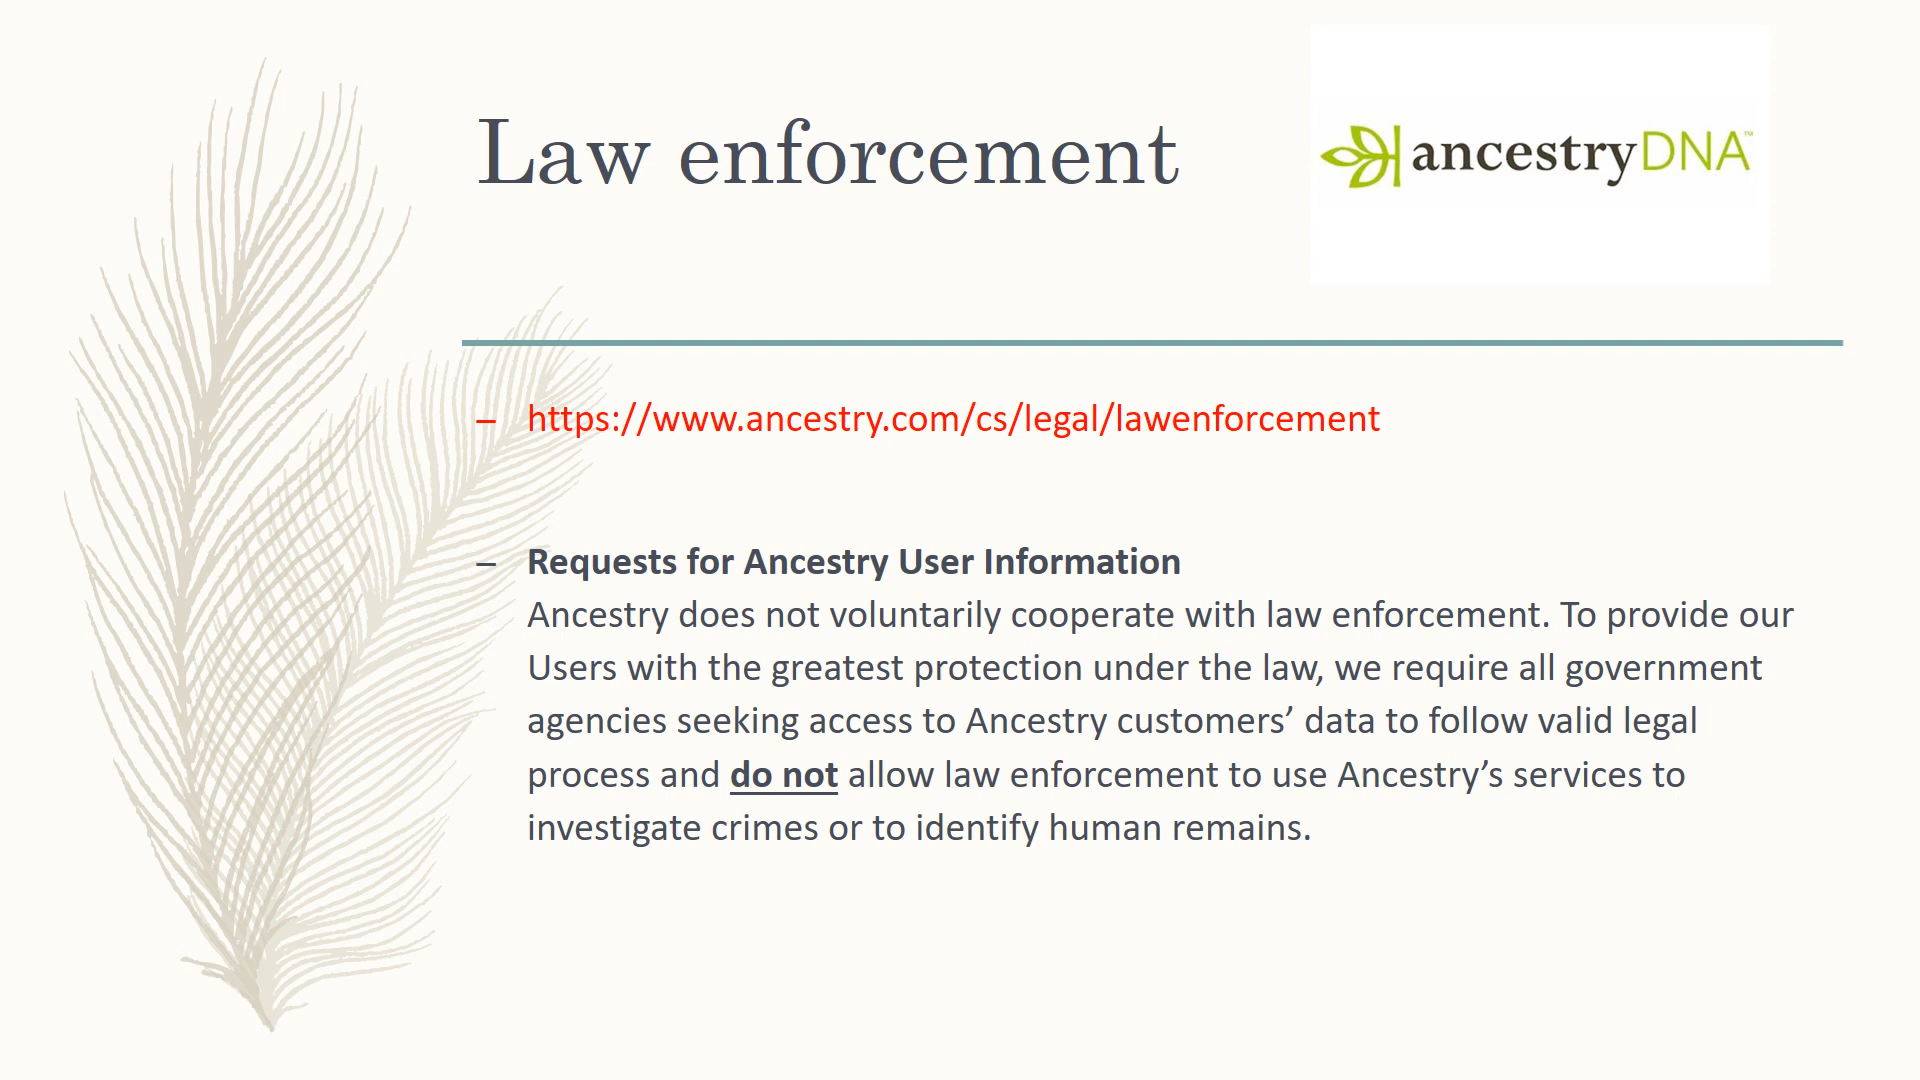 Law enforcement
ancestryDNA™
– https://www.ancestry.com/cs/legal/lawenforcement
– Requests for Ancestry User Information
Ancestry does not voluntarily cooperate with law enforcement. To provide our
Users with the greatest protection under the law, we require all government
agencies seeking access to Ancestry customers’ data to follow valid legal
process and do not allow law enforcement to use Ancestry’s services to
investigate crimes or to identify human remains.